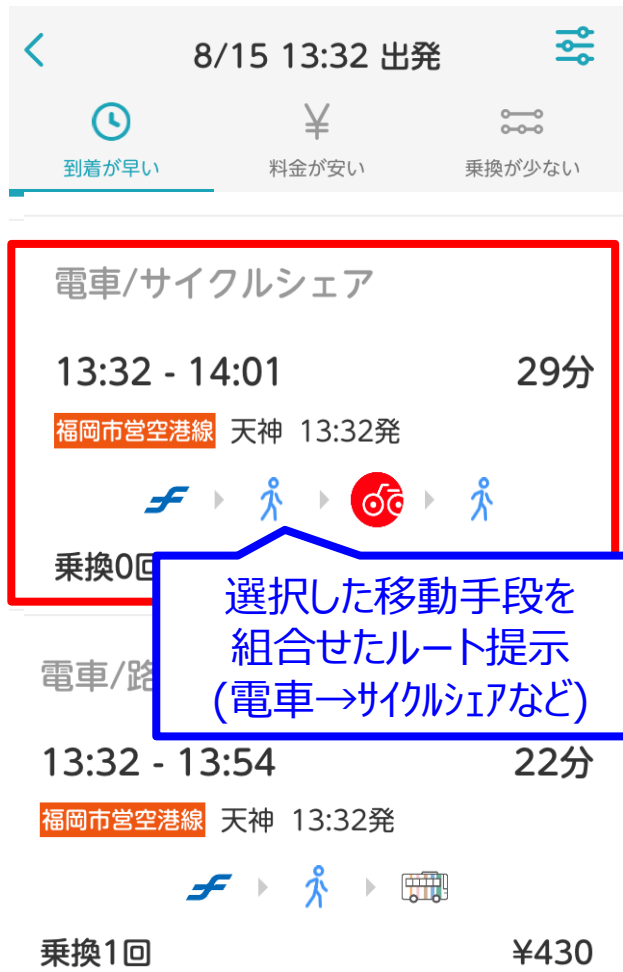 8/15 13:32 出発
到着が早い
料金が安い
乗換が少ない
電車/サイクルシェア
13:32 - 14:01 29分
福岡市営空港線 天神 13:32発
乗換0回
選択した移動手段を
組合せたルート提示
(電車→サイクルシェアなど)
電車/路
13:32 - 13:54 22分
福岡市営空港線 天神 13:32発
乗換1回 ¥430